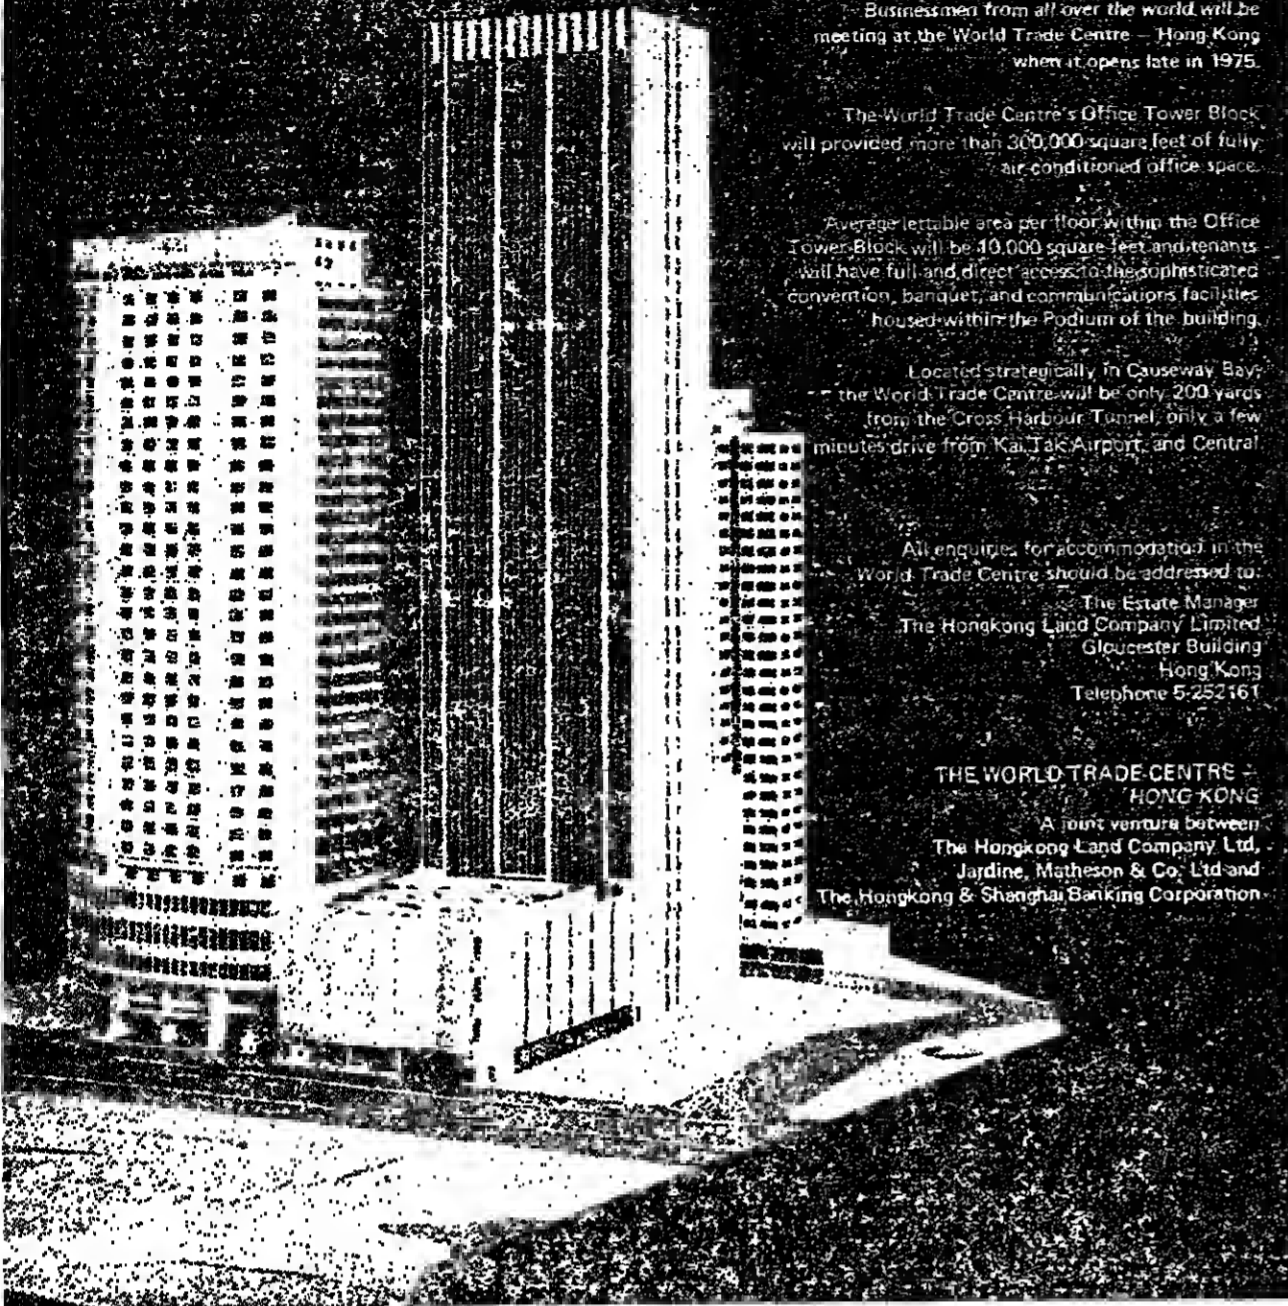 Businessmen from all over the world will be
meeting at the World Trade Centre – Hong Kong
when it opens late in 1975.
The World Trade Centre's Office Tower Block
will provided more than 300,000 square feet of fully
air-conditioned office space.
Average lettable area per floor within the Office
Tower Block will be 10,000 square feet and tenants
will have full and direct access to the sophisticated
convention, banquet, and communications facilities
housed within the Podium of the building.
Located strategically in Causeway Bay,
the World Trade Centre will be only 200 yards
from the Cross Harbour Tunnel, only a few
minutes drive from Kai Tak Airport, and Central
All enquiries for accommodation in the
World Trade Centre should be addressed to:
The Estate Manager
The Hongkong Land Company Limited
Gloucester Building
Hong Kong
Telephone 5-252161
THE WORLD TRADE CENTRE –
HONG KONG
A joint venture between
The Hongkong Land Company Ltd,
Jardine, Matheson & Co, Ltd and
The Hongkong & Shanghai Banking Corporation